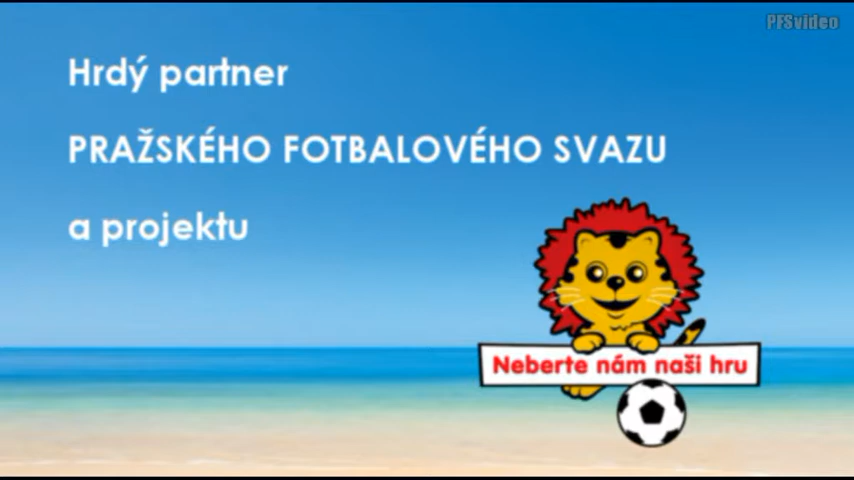 PFSvideo
Hrdý partner
PRAŽSKÉHO FOTBALOVÉHO SVAZU
a projektu
Neberte nám naši hru